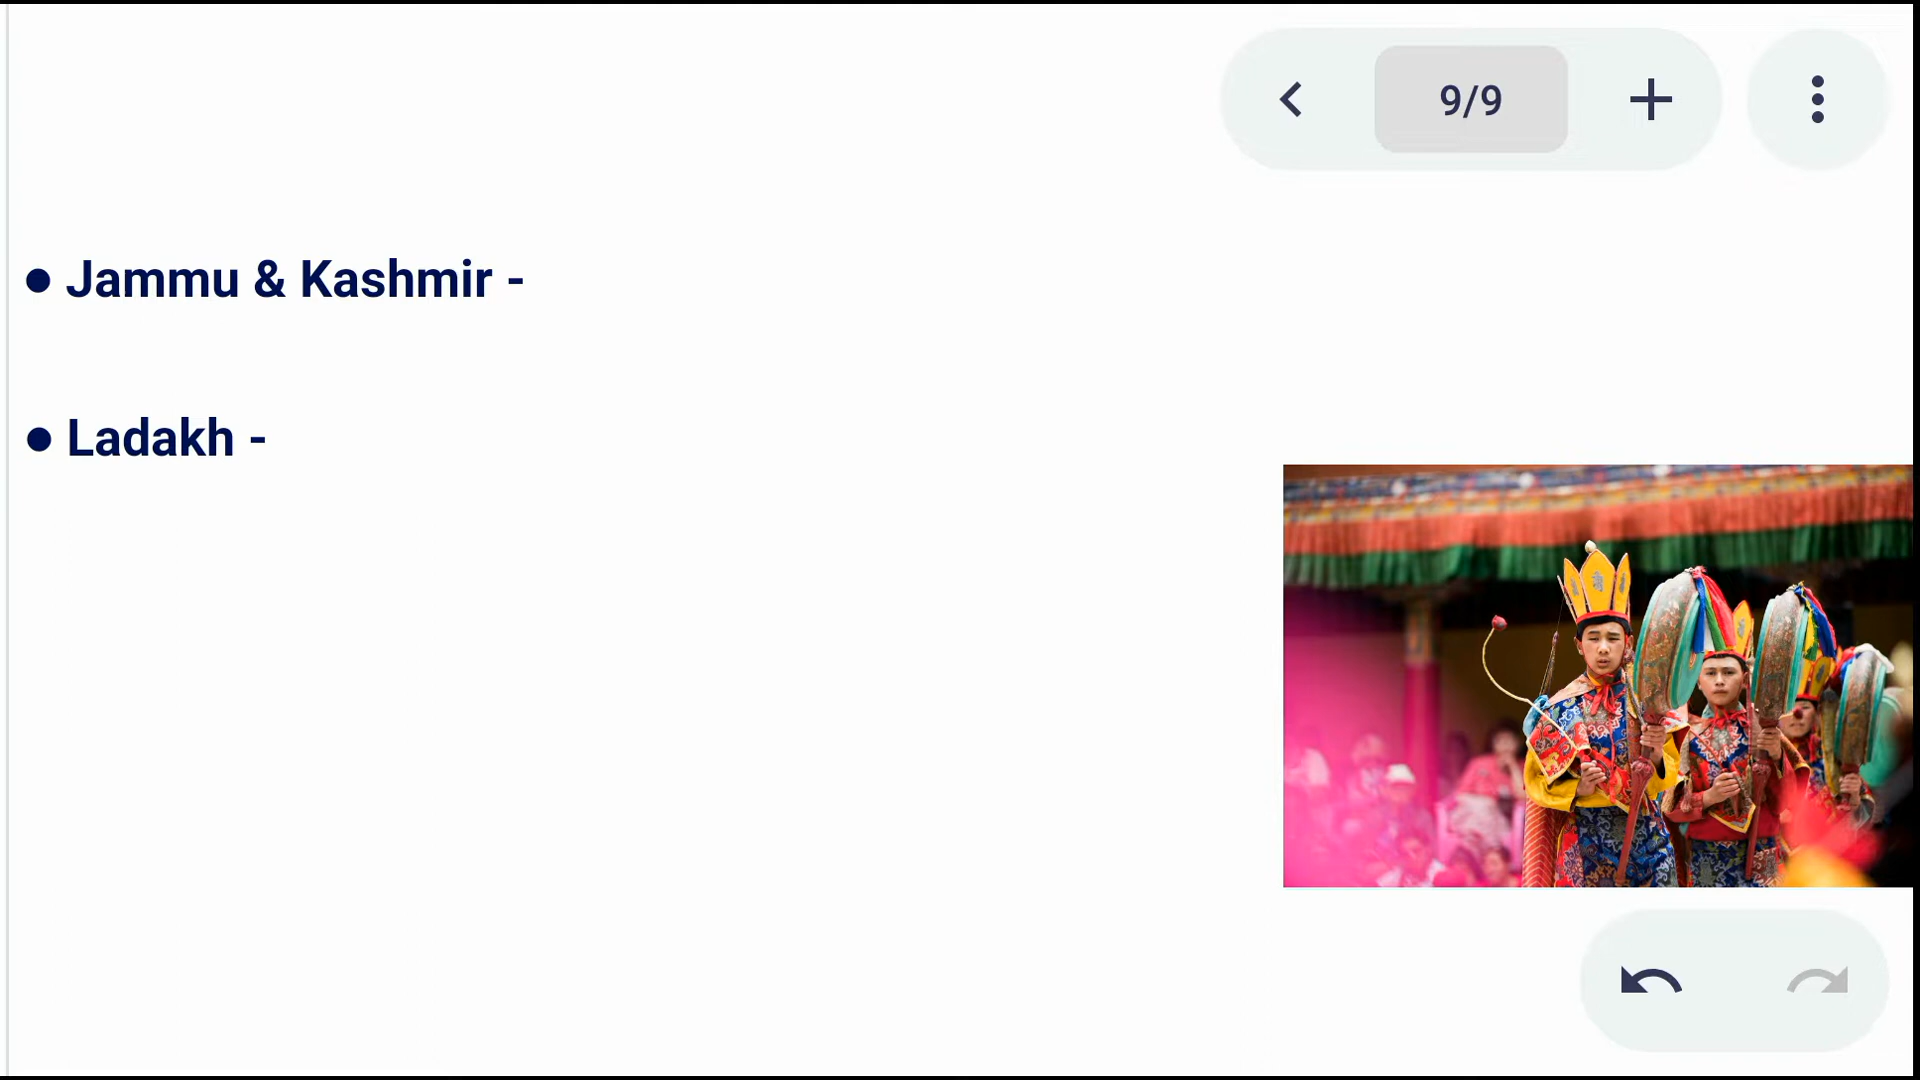 9/9
● Jammu & Kashmir -
● Ladakh -